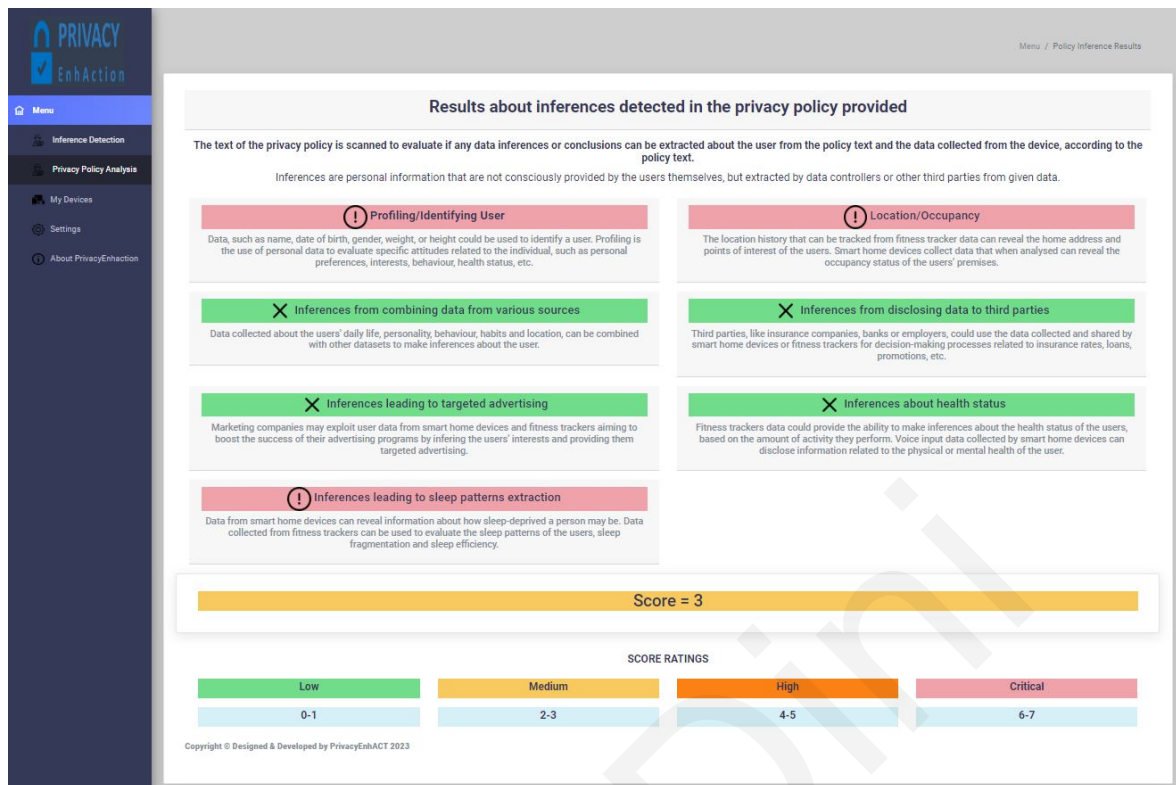 PRIVACY
EnhAction
Menu
Inference Detection
Privacy Policy Analysis
My Devices
Settings
About PrivacyEnhaction
Menu / Policy Inference Results
Results about inferences detected in the privacy policy provided
The text of the privacy policy is scanned to evaluate if any data inferences or conclusions can be extracted about the user from the policy text and the data collected from the device, according to the
policy text.
Inferences are personal information that are not consciously provided by the users themselves, but extracted by data controllers or other third parties from given data.
Profiling/Identifying User
Data, such as name, date of birth, gender, weight, or height could be used to identify a user. Profiling is
the use of personal data to evaluate specific attitudes related to the individual, such as personal
preferences, interests, behaviour, health status, etc.
Location/Occupancy
The location history that can be tracked from fitness tracker data can reveal the home address and
points of interest of the users. Smart home devices collect data that when analysed can reveal the
occupancy status of the users' premises.
Inferences from combining data from various sources
Data collected about the users' daily life, personality, behaviour, habits and location, can be combined
with other datasets to make inferences about the user.
Inferences from disclosing data to third parties
Third parties, like insurance companies, banks or employers, could use the data collected and shared by
smart home devices or fitness trackers for decision-making processes related to insurance rates, loans,
promotions, etc.
Inferences leading to targeted advertising
Marketing companies may exploit user data from smart home devices and fitness trackers aiming to
boost the success of their advertising programs by infering the users' interests and providing them
targeted advertising.
Inferences about health status
Fitness trackers data could provide the ability to make inferences about the health status of the users,
based on the amount of activity they perform. Voice input data collected by smart home devices can
disclose information related to the physical or mental health of the user.
Inferences leading to sleep patterns extraction
Data from smart home devices can reveal information about how sleep-deprived a person may be. Data
collected from fitness trackers can be used to evaluate the sleep patterns of the users, sleep
fragmentation and sleep efficiency.
Score = 3
SCORE RATINGS
Low Medium High Critical
0-1 2-3 4-5 6-7
Copyright © Designed & Developed by PrivacyEnhACT 2023
Dini